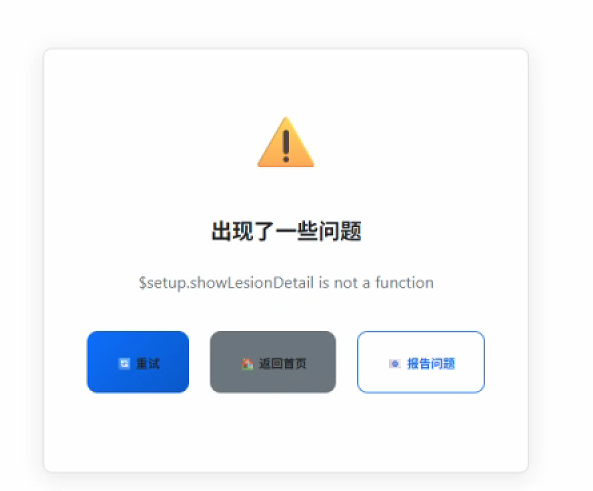 出现了一些问题
$setup.showLesionDetail is not a function
重试
返回首页
报告问题